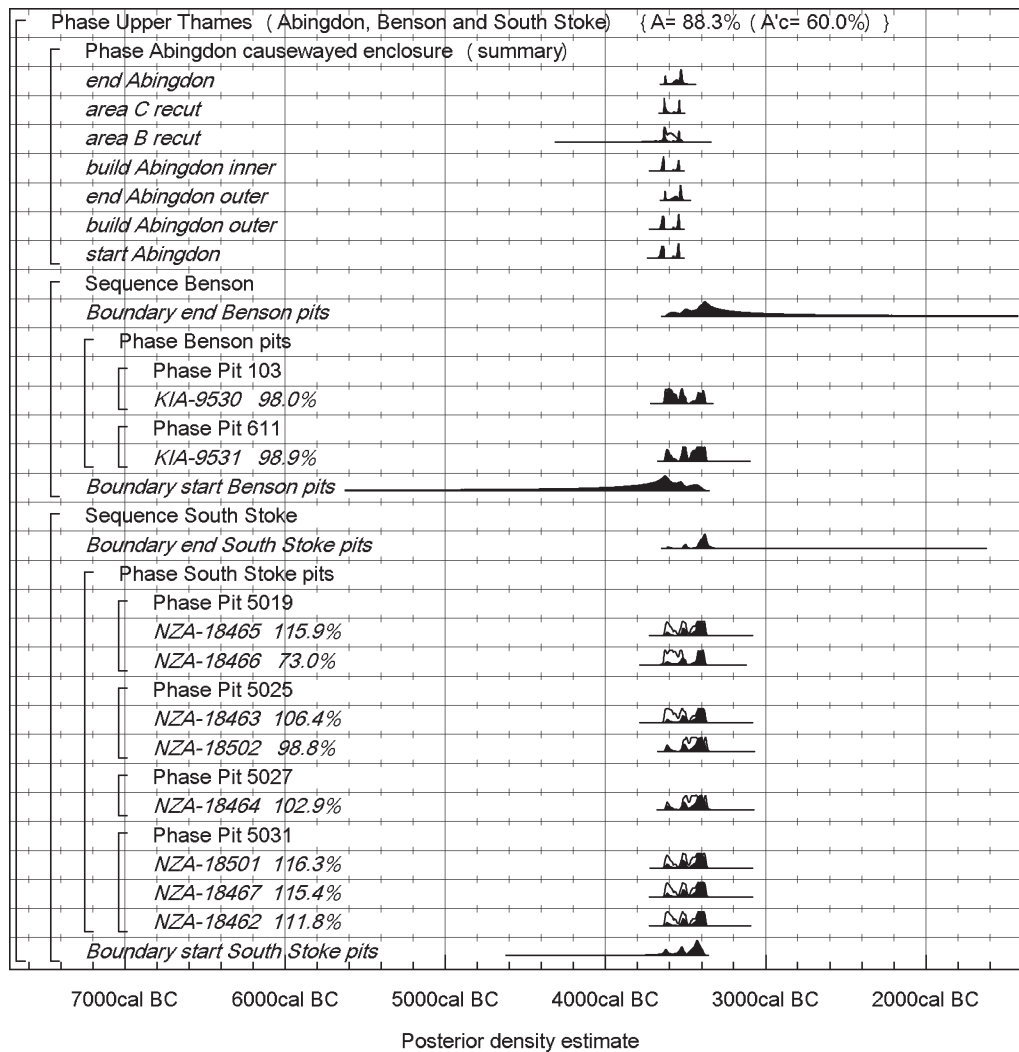 Phase Upper Thames (Abingdon, Benson and South Stoke) {A= 88.3% (A'c= 60.0%) }
Phase Abingdon causewayed enclosure (summary)
end Abingdon
area C recut
area B recut
build Abingdon inner
end Abingdon outer
build Abingdon outer
start Abingdon
Sequence Benson
Boundary end Benson pits
Phase Benson pits
Phase Pit 103
KIA-9530 98.0%
Phase Pit 611
KIA-9531 98.9%
Boundary start Benson pits
Sequence South Stoke
Boundary end South Stoke pits
Phase South Stoke pits
Phase Pit 5019
NZA-18465 115.9%
NZA-18466 73.0%
Phase Pit 5025
NZA-18463 106.4%
NZA-18502 98.8%
Phase Pit 5027
NZA-18464 102.9%
Phase Pit 5031
NZA-18501 116.3%
NZA-18467 115.4%
NZA-18462 111.8%
Boundary start South Stoke pits
7000cal BC 6000cal BC 5000cal BC 4000cal BC 3000cal BC 2000cal BC
Posterior density estimate